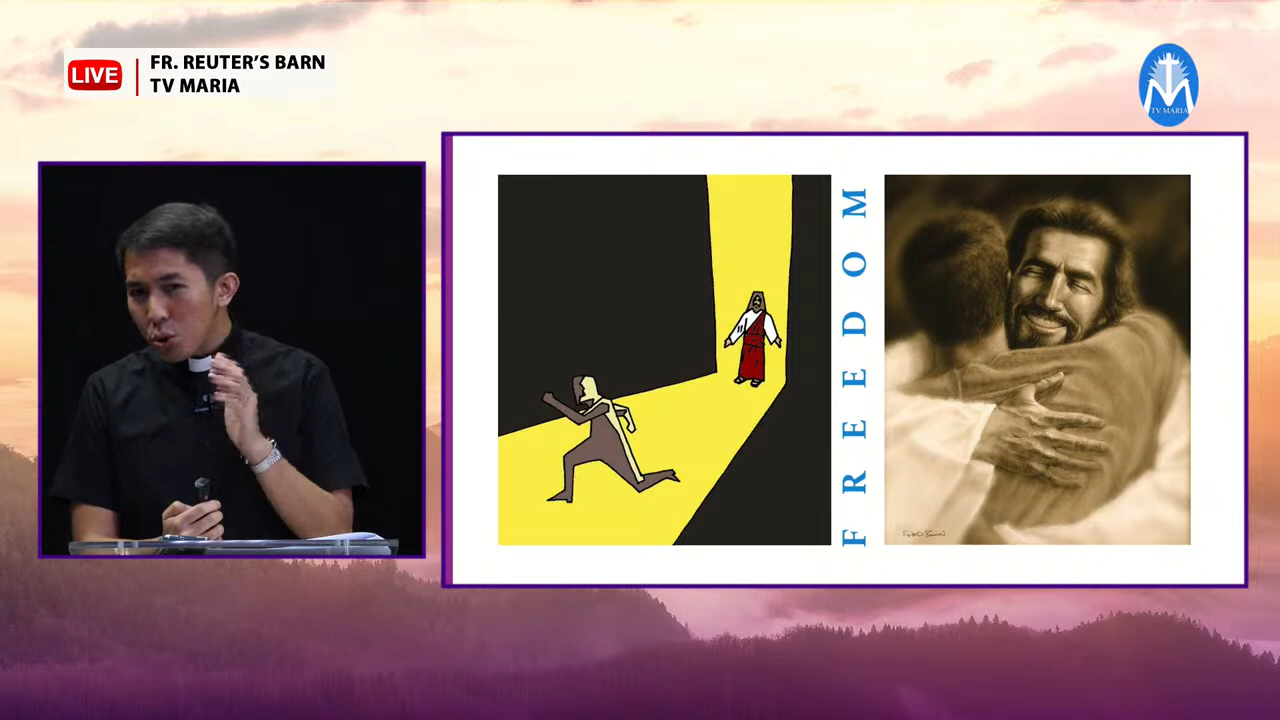 LIVE
FR. REUTER'S BARN
TV MARIA
TV MARIA
FREEDOM